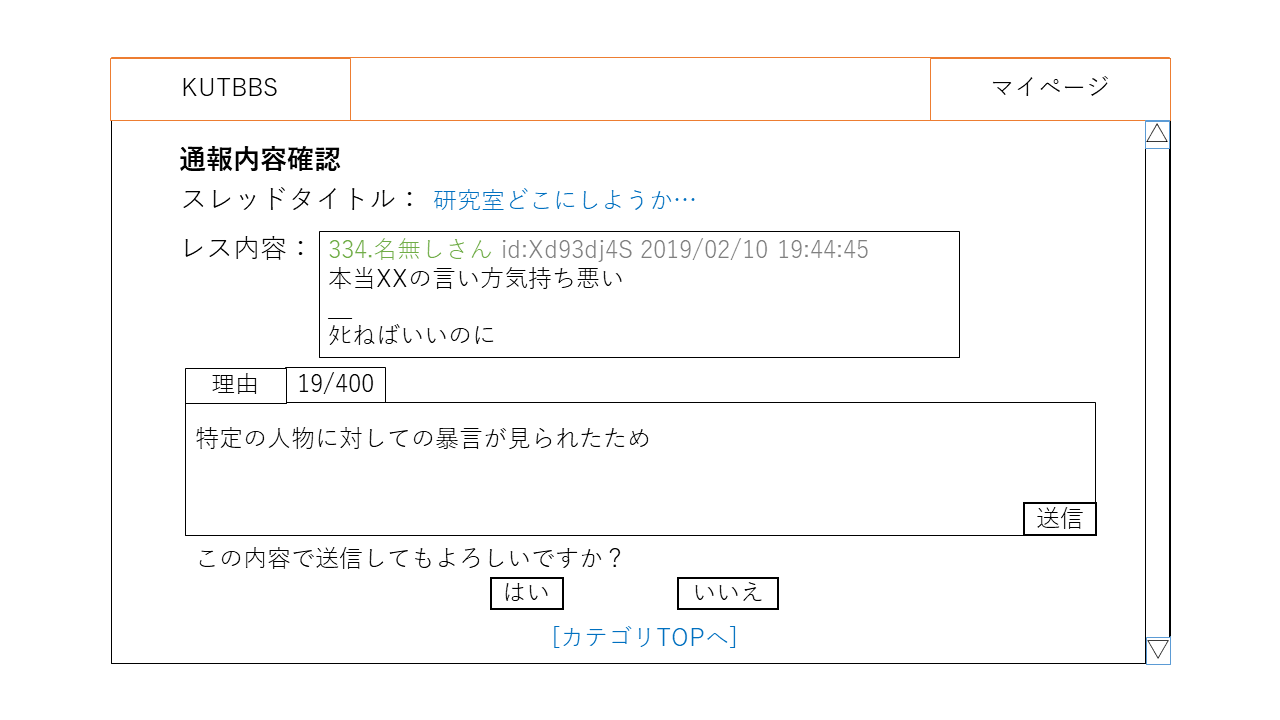 KUTBBS
マイページ
通報内容確認
スレッドタイトル： 研究室どこにしようか…
レス内容： 334.名無しさん id:Xd93dj4S 2019/02/10 19:44:45
本当XXの言い方気持ち悪い
__
ﾀﾋねばいいのに
理由 19/400
特定の人物に対しての暴言が見られたため
送信
この内容で送信してもよろしいですか？
はい いいえ
[カテゴリTOPへ]